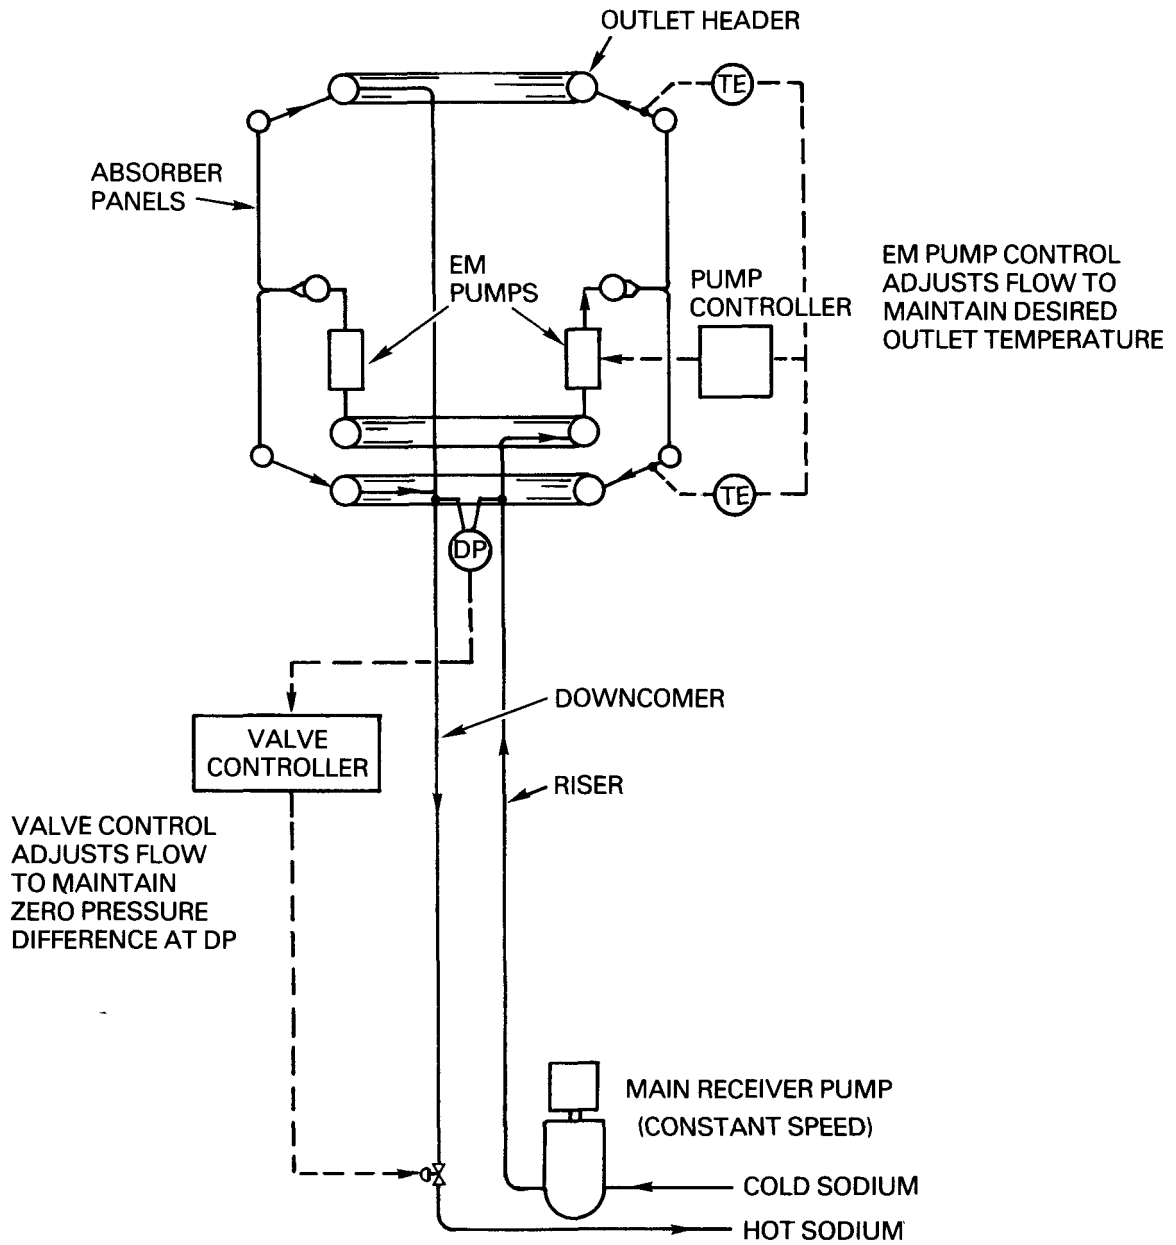 OUTLET HEADER
TE
ABSORBER
PANELS
EM
PUMPS
PUMP
CONTROLLER
EM PUMP CONTROL
ADJUSTS FLOW TO
MAINTAIN DESIRED
OUTLET TEMPERATURE
TE
DP
DOWNCOMER
VALVE
CONTROLLER
RISER
VALVE CONTROL
ADJUSTS FLOW
TO MAINTAIN
ZERO PRESSURE
DIFFERENCE AT DP
MAIN RECEIVER PUMP
(CONSTANT SPEED)
COLD SODIUM
HOT SODIUM